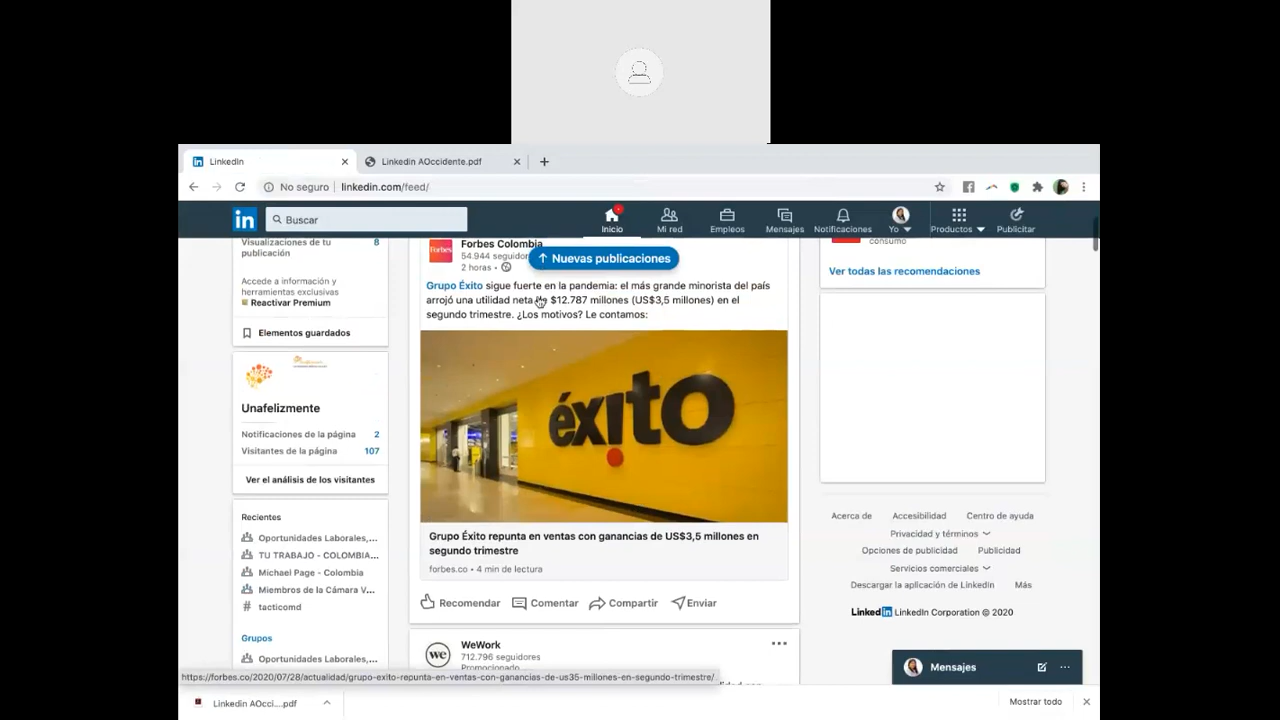 LinkedIn
Linkedin AOccidente.pdf
No seguro
linkedin.com/feed/
in
Buscar
Inicio
Mi red
Empleos
Mensajes
Notificaciones
Yo
Productos
Publicitar
Visualizaciones de tu
publicación
8
Accede a información y
herramientas exclusivas
Reactivar Premium
Elementos guardados
Unafelizmente
Notificaciones de la página 2
Visitantes de la página 107
Ver el análisis de los visitantes
Recientes
Oportunidades Laborales,...
TU TRABAJO - COLOMBIA...
Michael Page - Colombia
Miembros de la Cámara V...
# tacticomd
Grupos
Oportunidades Laborales,...
Forbes
Forbes Colombia
54.944 seguidor
2 horas •
Nuevas publicaciones
Grupo Éxito sigue fuerte en la pandemia: el más grande minorista del país
arrojó una utilidad neta de $12.787 millones (US$3,5 millones) en el
segundo trimestre. ¿Los motivos? Le contamos:
éxito
Grupo Éxito repunta en ventas con ganancias de US$3,5 millones en
segundo trimestre
forbes.co • 4 min de lectura
Recomendar
Comentar
Compartir
Enviar
we
WeWork
712.796 seguidores
Promocionado
consumo
Ver todas las recomendaciones
Acerca de
Accesibilidad
Centro de ayuda
Privacidad y términos
Opciones de publicidad
Publicidad
Servicios comerciales
Descargar la aplicación de LinkedIn
Más
Linked in LinkedIn Corporation © 2020
Mensajes
https://forbes.co/2020/07/28/actualidad/grupo-exito-repunta-en-ventas-con-ganancias-de-us35-millones-en-segundo-trimestre/
Linkedin AOcci....pdf
Mostrar todo